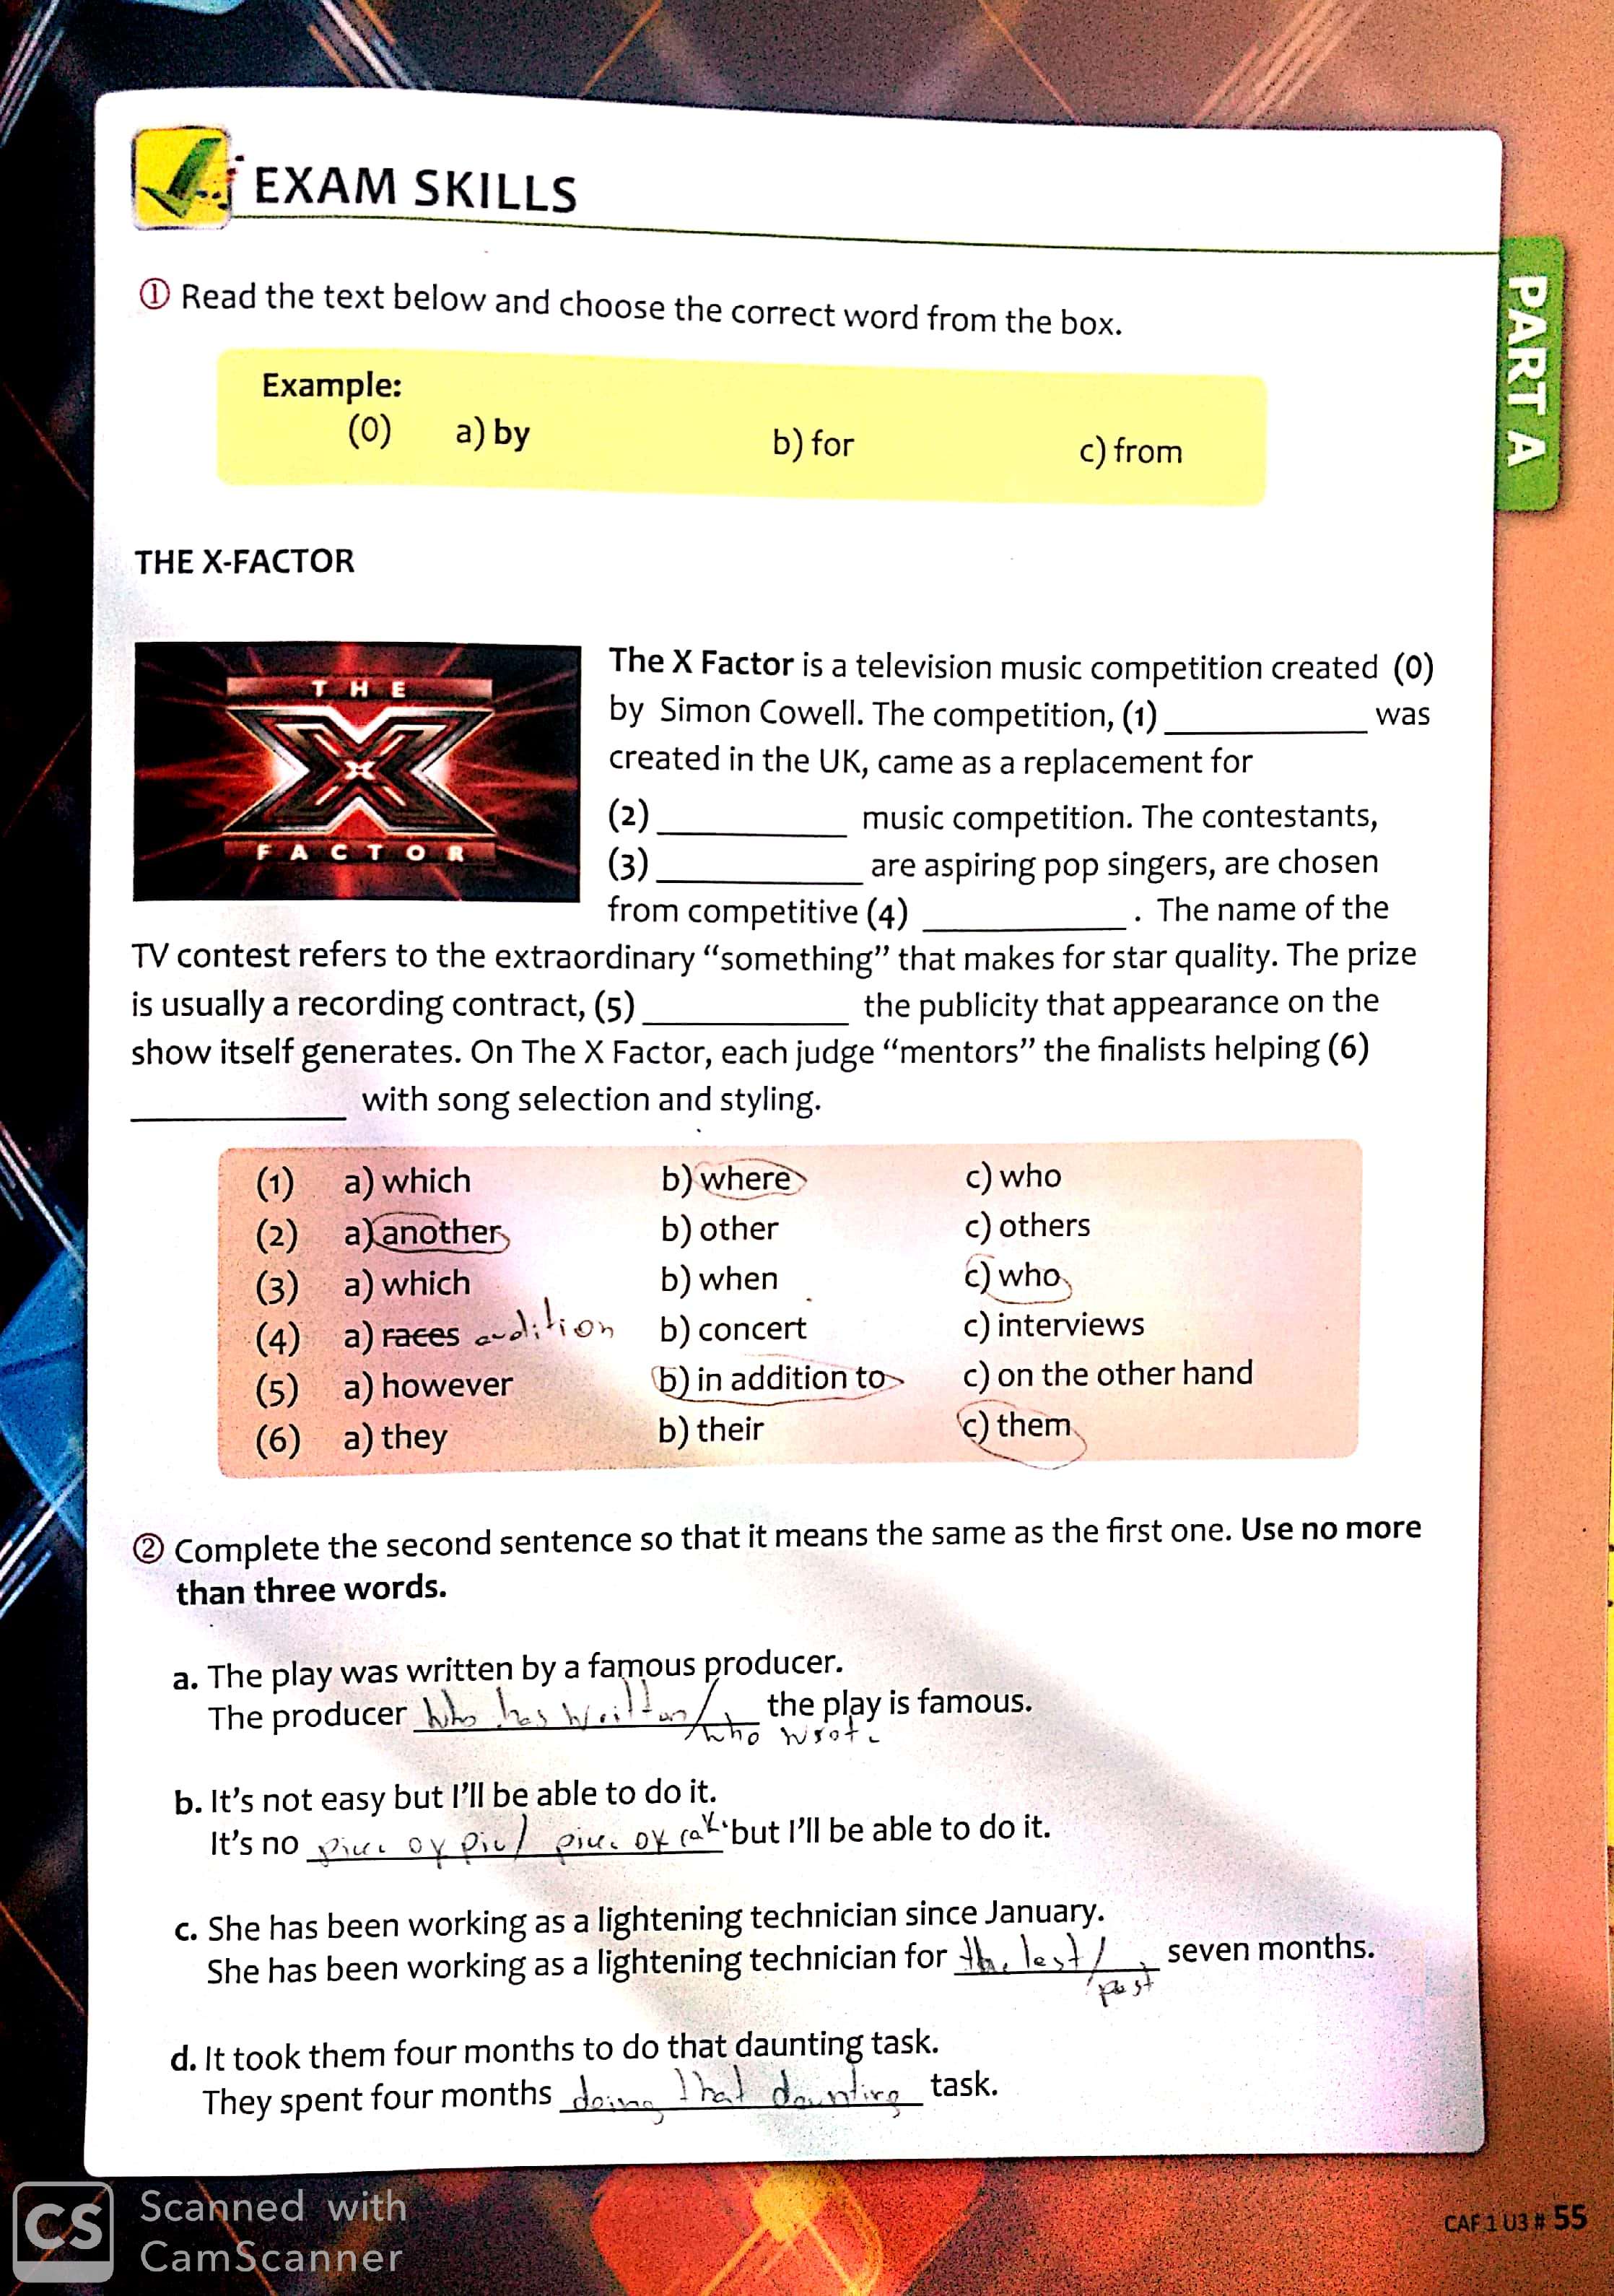 EXAM SKILLS
PART A
① Read the text below and choose the correct word from the box.
Example:
(0) a) by b) for c) from
THE X-FACTOR
THE
X
FACTOR
The X Factor is a television music competition created (0)
by Simon Cowell. The competition, (1) ____________ was
created in the UK, came as a replacement for
(2) ____________ music competition. The contestants,
(3) ____________ are aspiring pop singers, are chosen
from competitive (4) ____________ . The name of the
TV contest refers to the extraordinary “something” that makes for star quality. The prize
is usually a recording contract, (5) ____________ the publicity that appearance on the
show itself generates. On The X Factor, each judge “mentors” the finalists helping (6)
____________ with song selection and styling.
(1) a) which b) where c) who
(2) a) another b) other c) others
(3) a) which b) when c) who
(4) a) races audition b) concert c) interviews
(5) a) however b) in addition to c) on the other hand
(6) a) they b) their c) them
② Complete the second sentence so that it means the same as the first one. Use no more
than three words.
a. The play was written by a famous producer.
The producer who has written/ the play is famous.
who wrote
b. It’s not easy but I’ll be able to do it.
It’s no piece of pie/ piece of cake but I’ll be able to do it.
c. She has been working as a lightening technician since January.
She has been working as a lightening technician for the last/ seven months.
past
d. It took them four months to do that daunting task.
They spent four months doing that daunting task.
CS Scanned with
CamScanner
CAF 1 U3 # 55